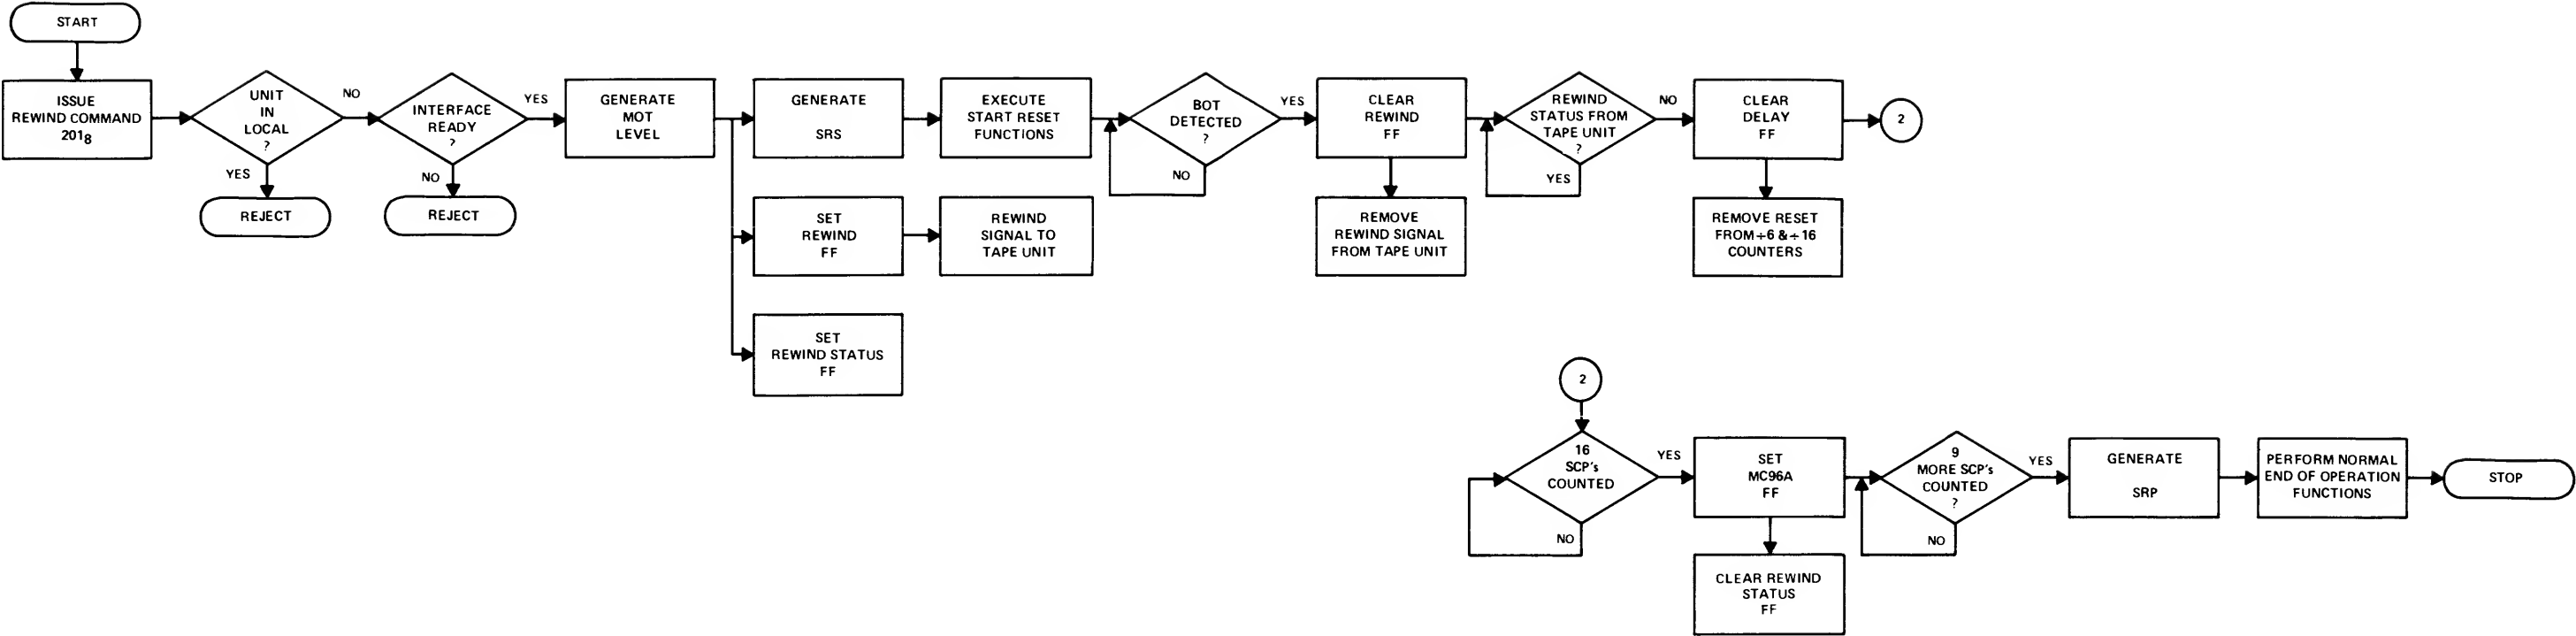 START
ISSUE
REWIND COMMAND
201₈
UNIT
IN
LOCAL
?
NO
YES
REJECT
INTERFACE
READY
?
YES
NO
REJECT
GENERATE
MOT
LEVEL
GENERATE
SRS
EXECUTE
START RESET
FUNCTIONS
SET
REWIND
FF
REWIND
SIGNAL TO
TAPE UNIT
SET
REWIND STATUS
FF
BOT
DETECTED
?
YES
NO
CLEAR
REWIND
FF
REMOVE
REWIND SIGNAL
FROM TAPE UNIT
REWIND
STATUS FROM
TAPE UNIT
?
NO
YES
CLEAR
DELAY
FF
2
REMOVE RESET
FROM ÷6 & ÷ 16
COUNTERS
2
16
SCP's
COUNTED
YES
NO
SET
MC96A
FF
CLEAR REWIND
STATUS
FF
9
MORE SCP's
COUNTED
?
YES
NO
GENERATE
SRP
PERFORM NORMAL
END OF OPERATION
FUNCTIONS
STOP